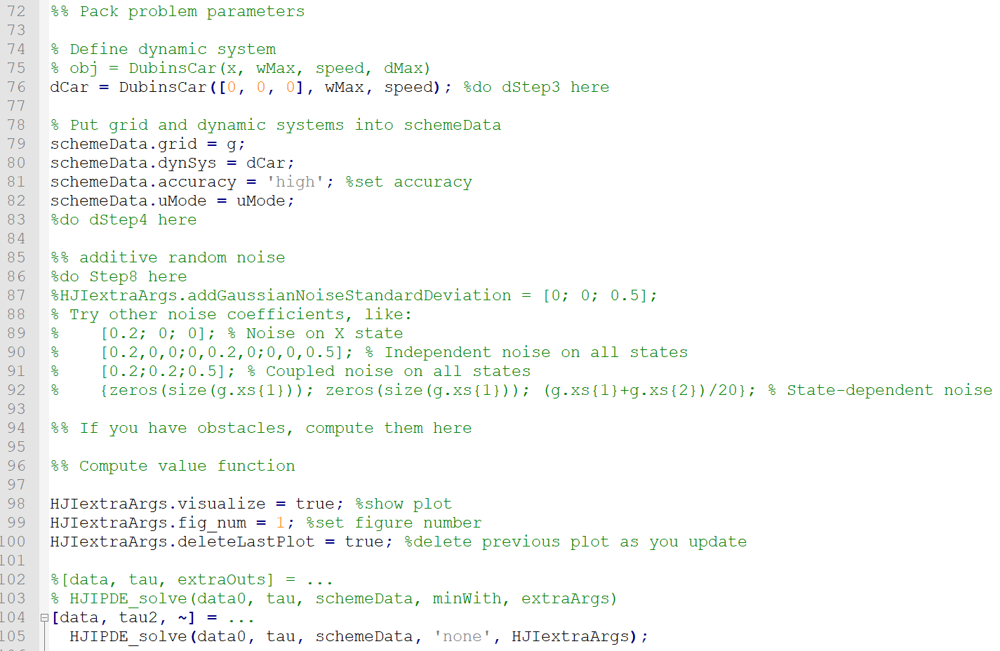 72 %% Pack problem parameters
73
74 % Define dynamic system
75 % obj = DubinsCar(x, wMax, speed, dMax)
76 dCar = DubinsCar([0, 0, 0], wMax, speed); %do dStep3 here
77
78 % Put grid and dynamic systems into schemeData
79 schemeData.grid = g;
80 schemeData.dynSys = dCar;
81 schemeData.accuracy = 'high'; %set accuracy
82 schemeData.uMode = uMode;
83 %do dStep4 here
84
85 %% additive random noise
86 %do Step8 here
87 %HJIextraArgs.addGaussianNoiseStandardDeviation = [0; 0; 0.5];
88 % Try other noise coefficients, like:
89 %    [0.2; 0; 0]; % Noise on X state
90 %    [0.2,0,0;0,0.2,0;0,0,0.5]; % Independent noise on all states
91 %    [0.2;0.2;0.5]; % Coupled noise on all states
92 %    {zeros(size(g.xs{1})); zeros(size(g.xs{1})); (g.xs{1}+g.xs{2})/20}; % State-dependent noise
93
94 %% If you have obstacles, compute them here
95
96 %% Compute value function
97
98 HJIextraArgs.visualize = true; %show plot
99 HJIextraArgs.fig_num = 1; %set figure number
100 HJIextraArgs.deleteLastPlot = true; %delete previous plot as you update
101
102 %[data, tau, extraOuts] = ...
103 % HJIPDE_solve(data0, tau, schemeData, minWith, extraArgs)
104 [data, tau2, ~] = ...
105   HJIPDE_solve(data0, tau, schemeData, 'none', HJIextraArgs);